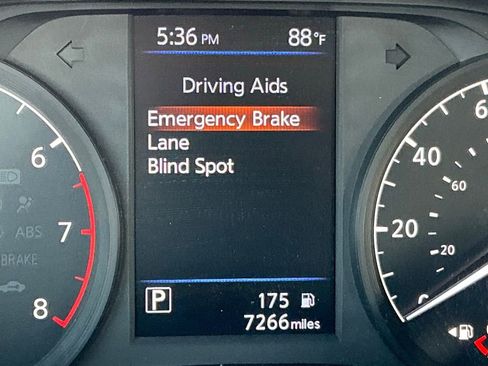 5:36 PM 88°F
Driving Aids
Emergency Brake
Lane
Blind Spot
6
7
8
ABS
BRAKE
40
60
20
20
P 175
7266 miles